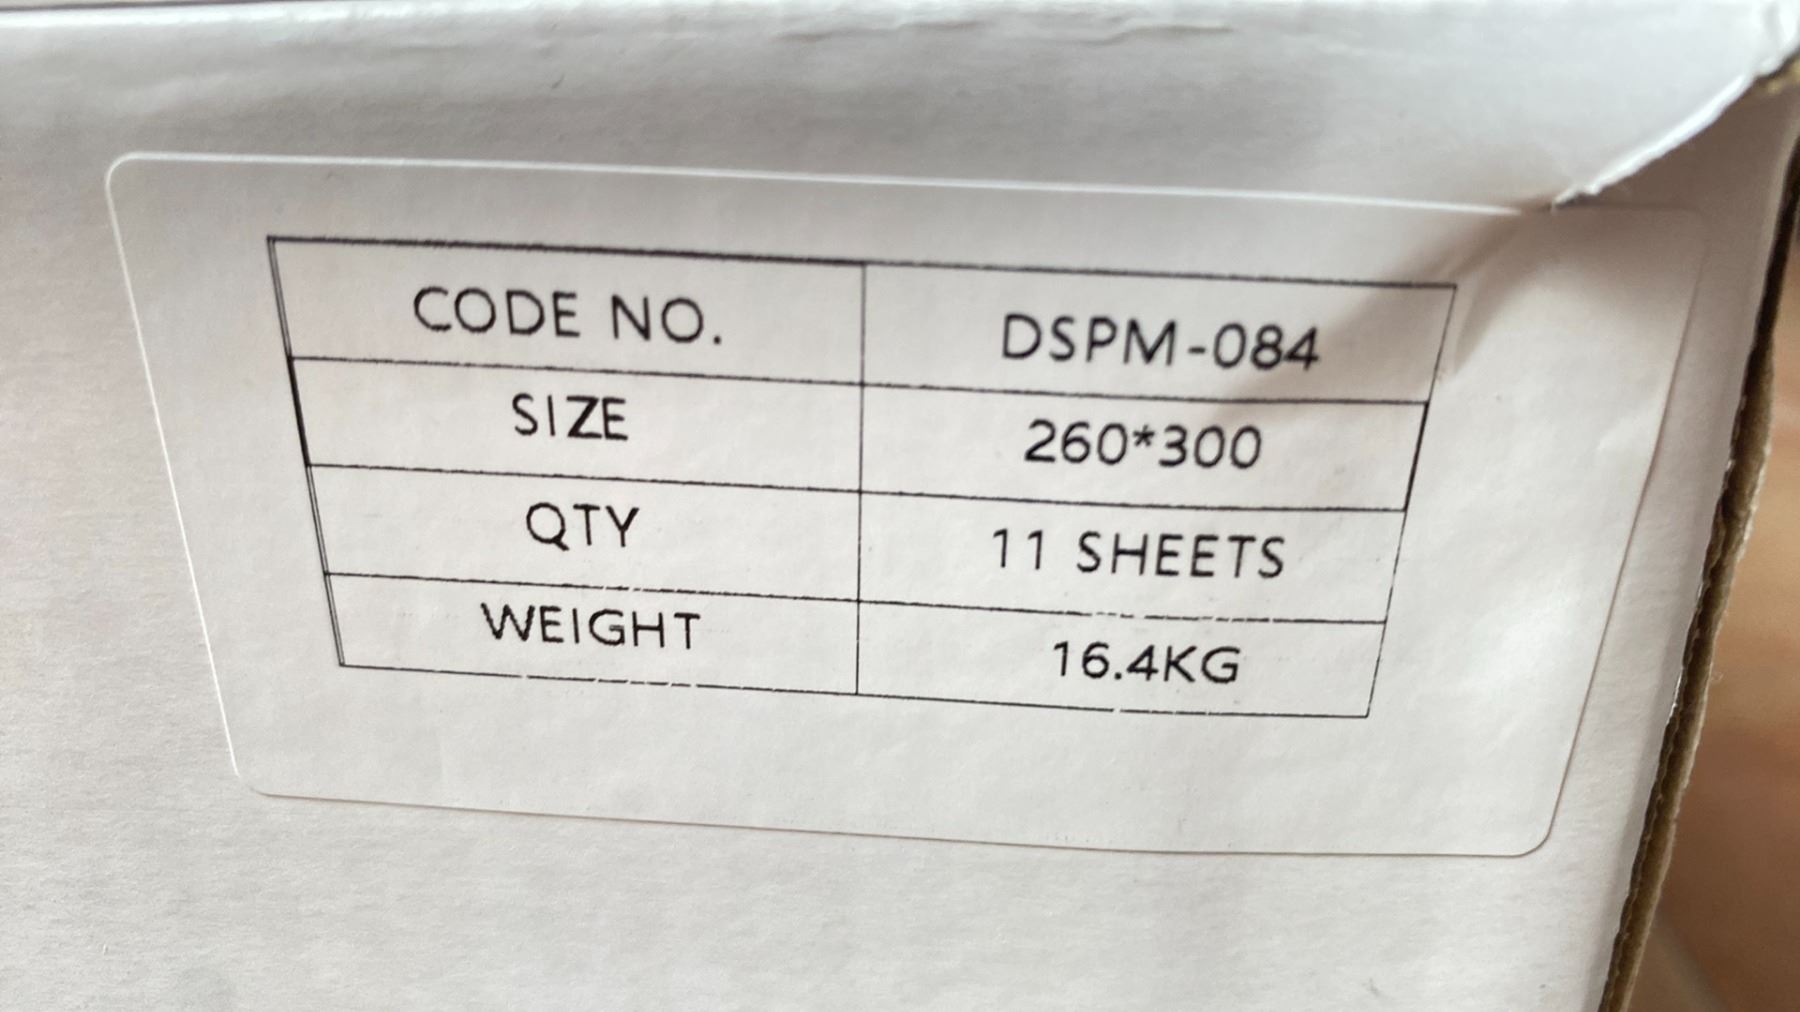 CODE NO. DSPM-084
SIZE 260*300
QTY 11 SHEETS
WEIGHT 16.4KG